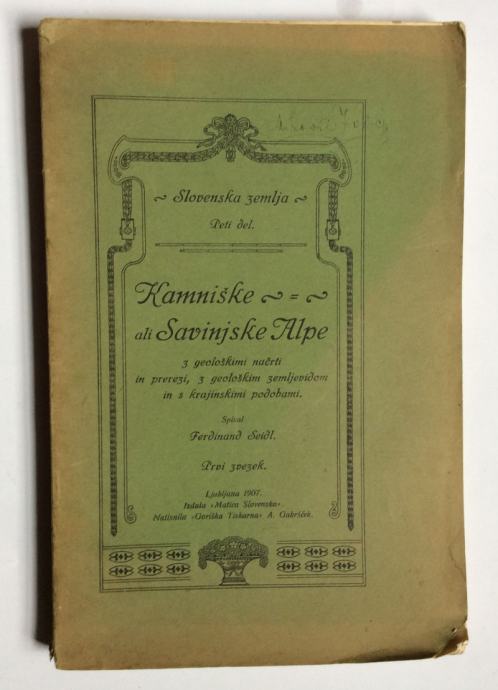 ~ Slovenska zemlja ~
Peti del.
Kamniške ~ = ~
ali Savinjske Alpe
z geološkimi načrti
in prerezi, z geološkim zemljevidom
in s krajinskimi podobami.
Spisal
Ferdinand Seidl.
Prvi zvezek.
Ljubljana 1907.
Izdala »Matica Slovenska«.
Natisnila »Goriška Tiskarna« A. Gabršček.